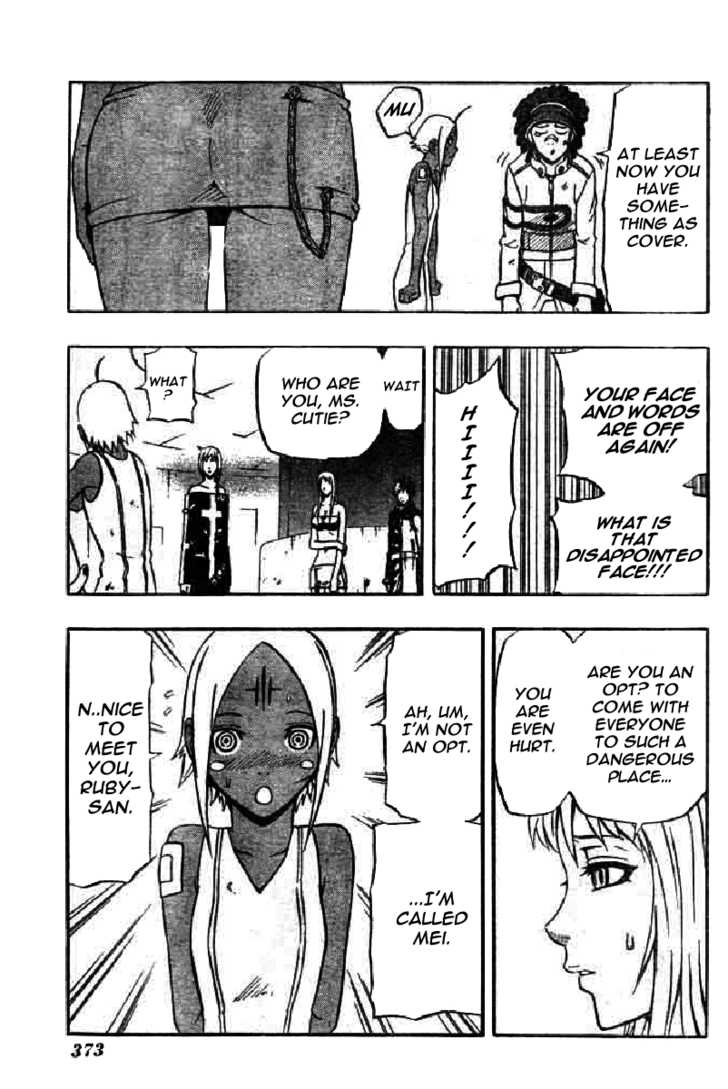 AT LEAST
NOW YOU
HAVE
SOME-
THING AS
COVER.
MU
YOUR FACE
AND WORDS
ARE OFF
AGAIN!
WHAT IS
THAT
DISAPPOINTED
FACE!!!
HIIIII!!!
WAIT
WHO ARE
YOU, MS.
CUTIE?
WHAT
?
ARE YOU AN
OPT? TO
COME WITH
EVERYONE
TO SUCH A
DANGEROUS
PLACE...
YOU
ARE
EVEN
HURT.
AH, UM,
I'M NOT
AN OPT.
...I'M
CALLED
MEI.
N..NICE
TO
MEET
YOU,
RUBY-
SAN.
373